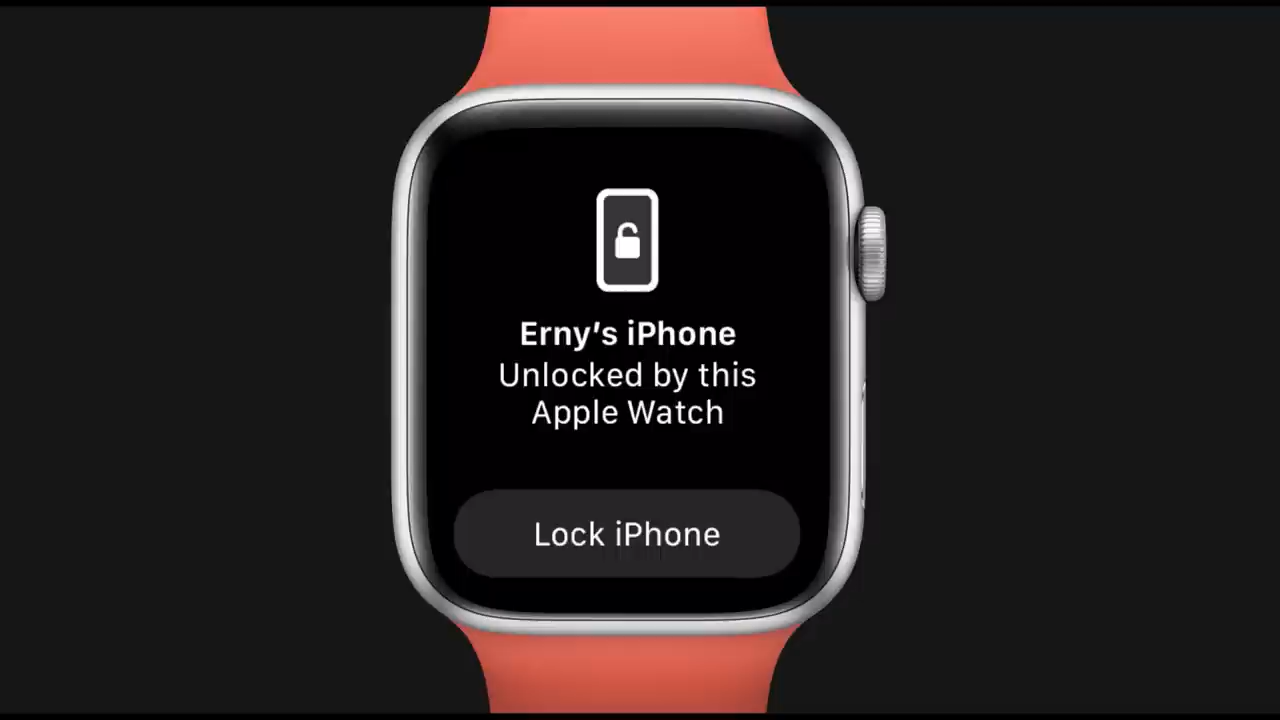 Erny’s iPhone
Unlocked by this
Apple Watch
Lock iPhone